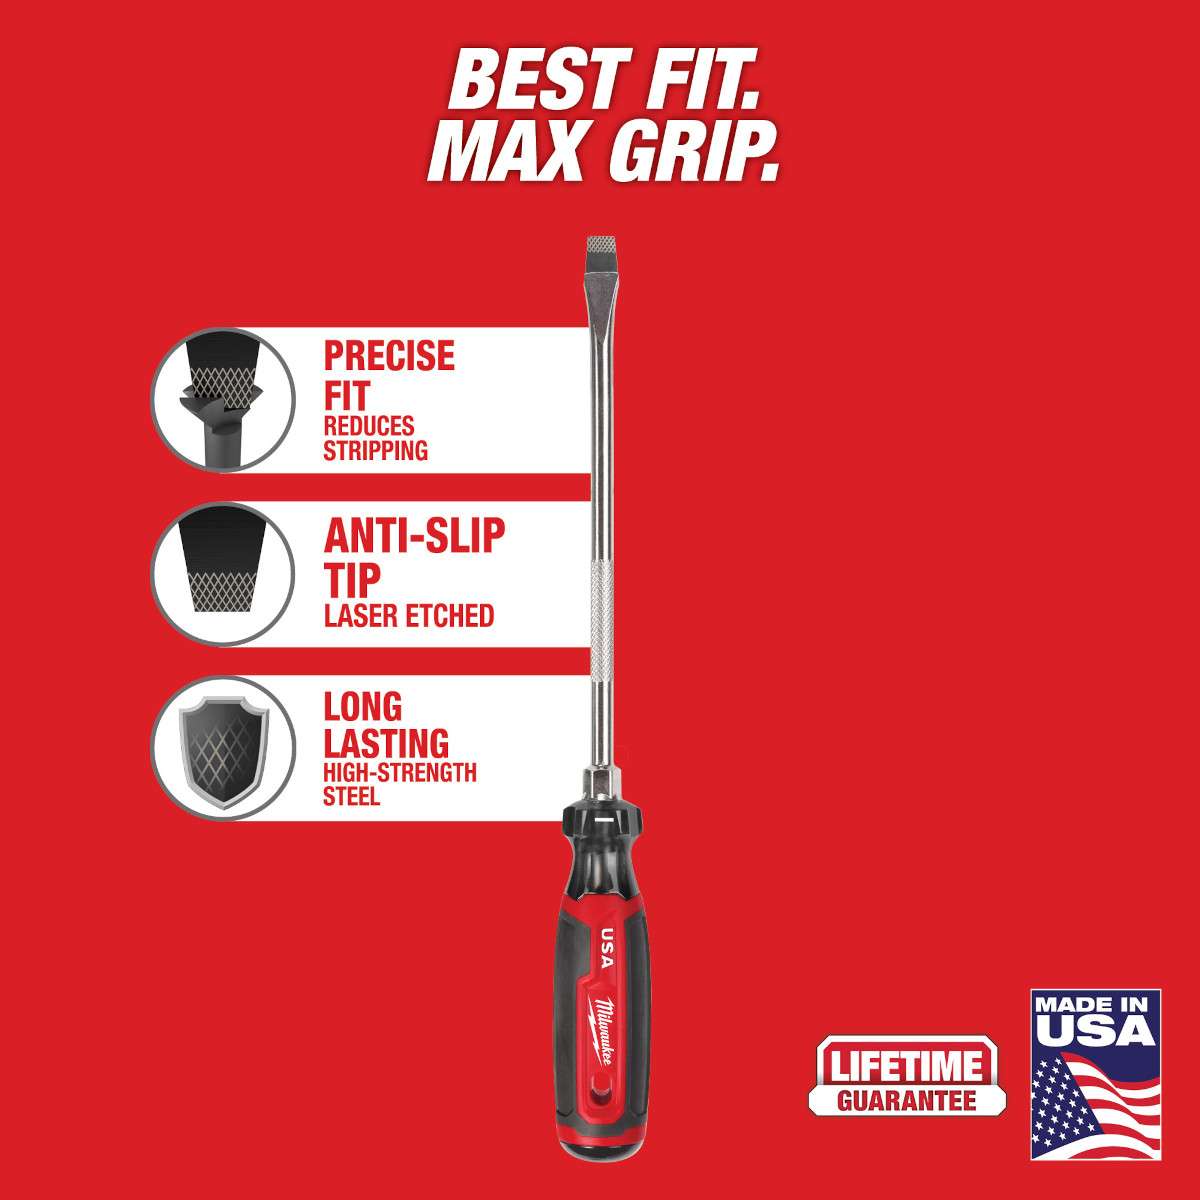 BEST FIT.
MAX GRIP.
PRECISE
FIT
REDUCES
STRIPPING
ANTI-SLIP
TIP
LASER ETCHED
LONG
LASTING
HIGH-STRENGTH
STEEL
USA
Milwaukee
LIFETIME
GUARANTEE
MADE IN
USA